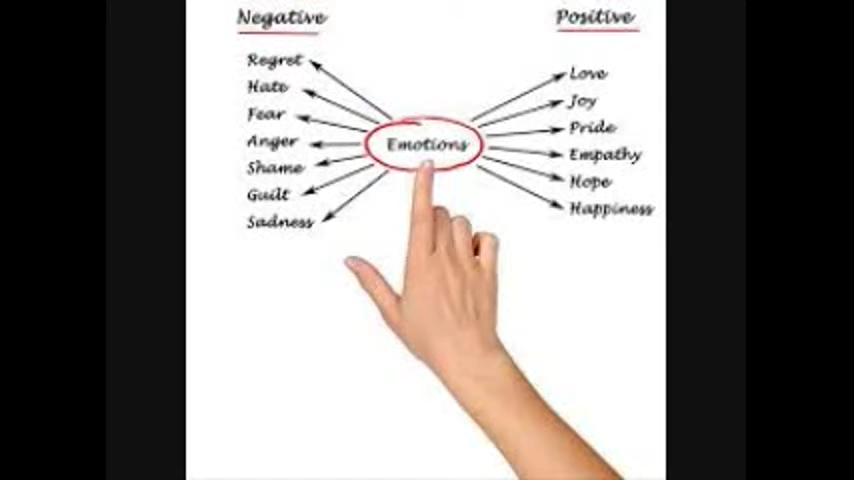 Negative
Positive
Regret
Hate
Fear
Anger
Shame
Guilt
Sadness
Emotions
Love
Joy
Pride
Empathy
Hope
Happiness